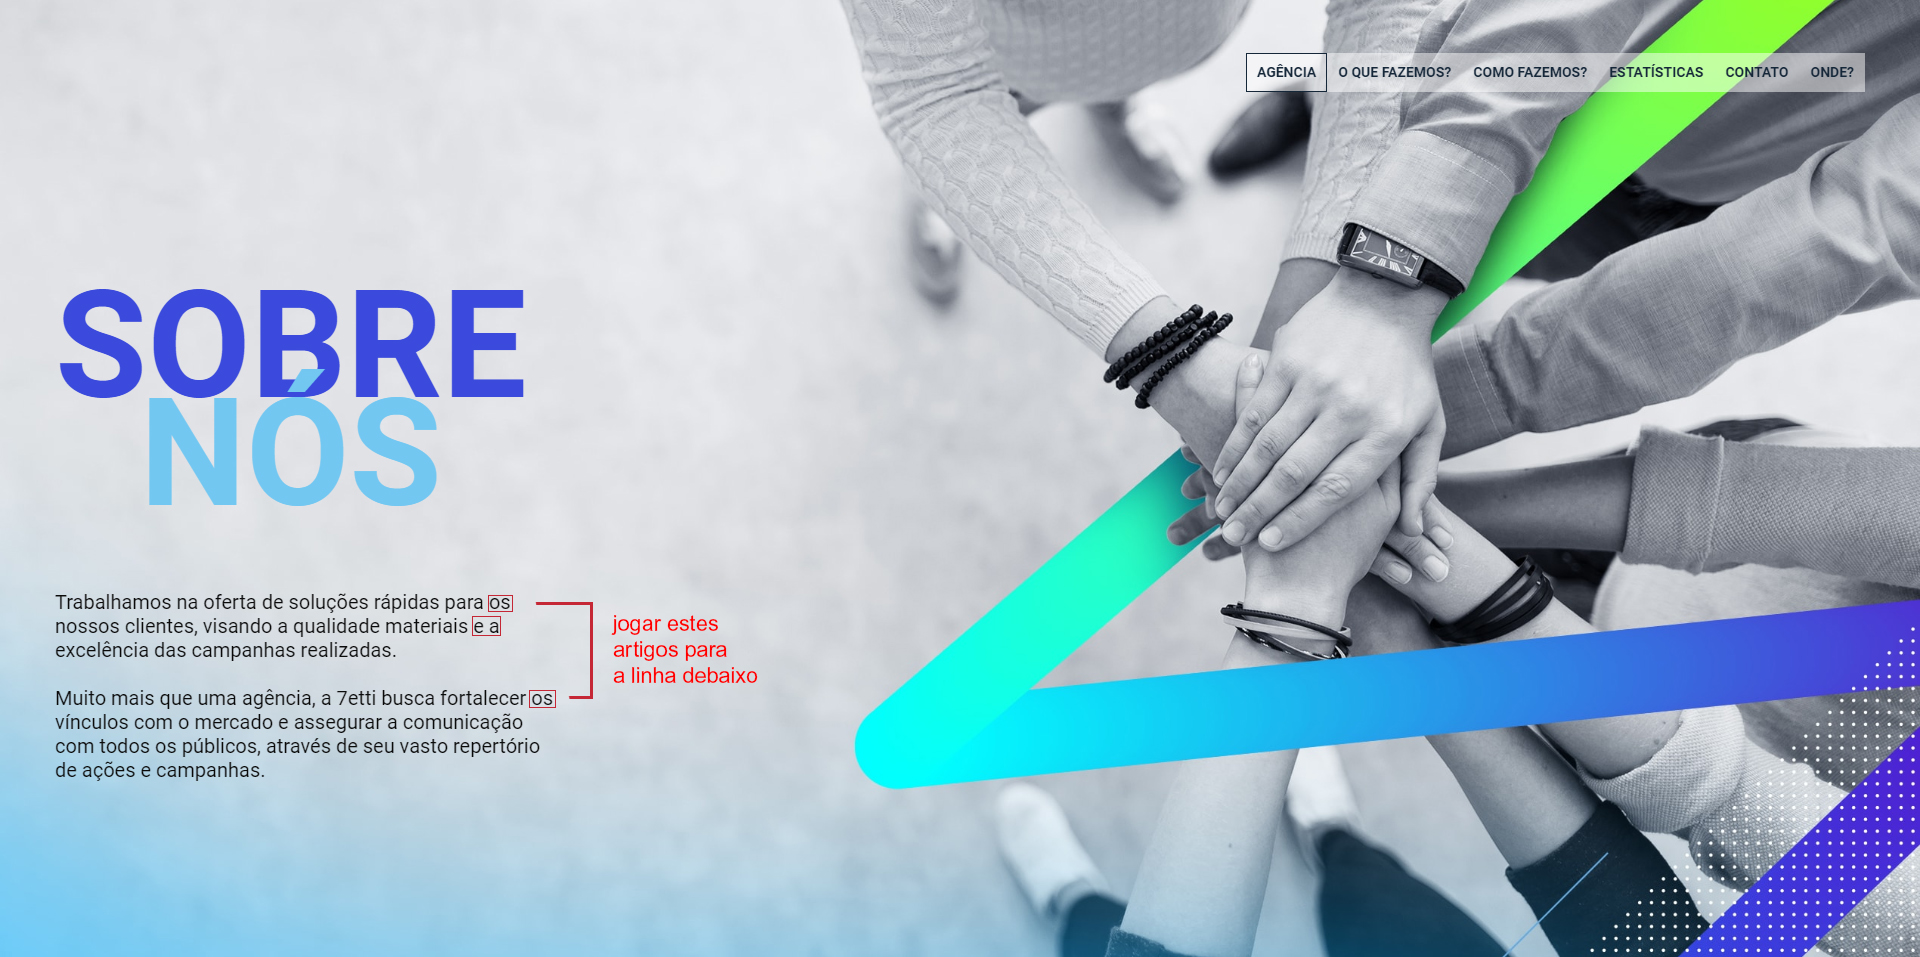 AGÊNCIA O QUE FAZEMOS? COMO FAZEMOS? ESTATÍSTICAS CONTATO ONDE?
SOBRE
NÓS
Trabalhamos na oferta de soluções rápidas para os
nossos clientes, visando a qualidade materiais e a
excelência das campanhas realizadas.
Muito mais que uma agência, a 7etti busca fortalecer os
vínculos com o mercado e assegurar a comunicação
com todos os públicos, através de seu vasto repertório
de ações e campanhas.
jogar estes
artigos para
a linha debaixo